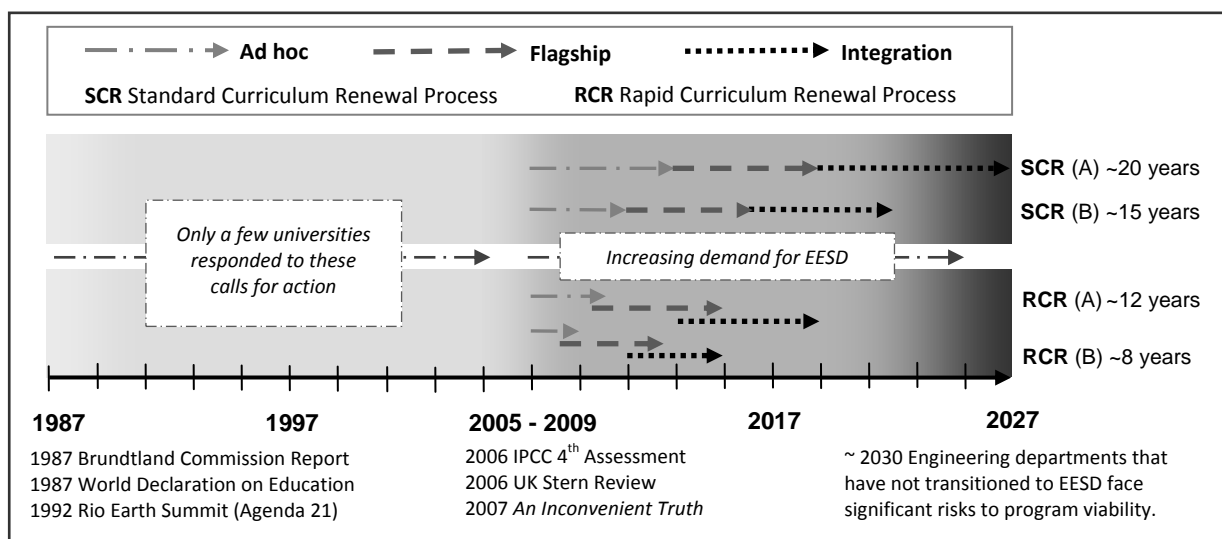 Ad hoc Flagship Integration
SCR Standard Curriculum Renewal Process RCR Rapid Curriculum Renewal Process
SCR (A) ~20 years
SCR (B) ~15 years
Only a few universities
responded to these
calls for action
Increasing demand for EESD
RCR (A) ~12 years
RCR (B) ~8 years
1987 1997 2005 - 2009 2017 2027
1987 Brundtland Commission Report
1987 World Declaration on Education
1992 Rio Earth Summit (Agenda 21)
2006 IPCC 4th Assessment
2006 UK Stern Review
2007 An Inconvenient Truth
~ 2030 Engineering departments that
have not transitioned to EESD face
significant risks to program viability.